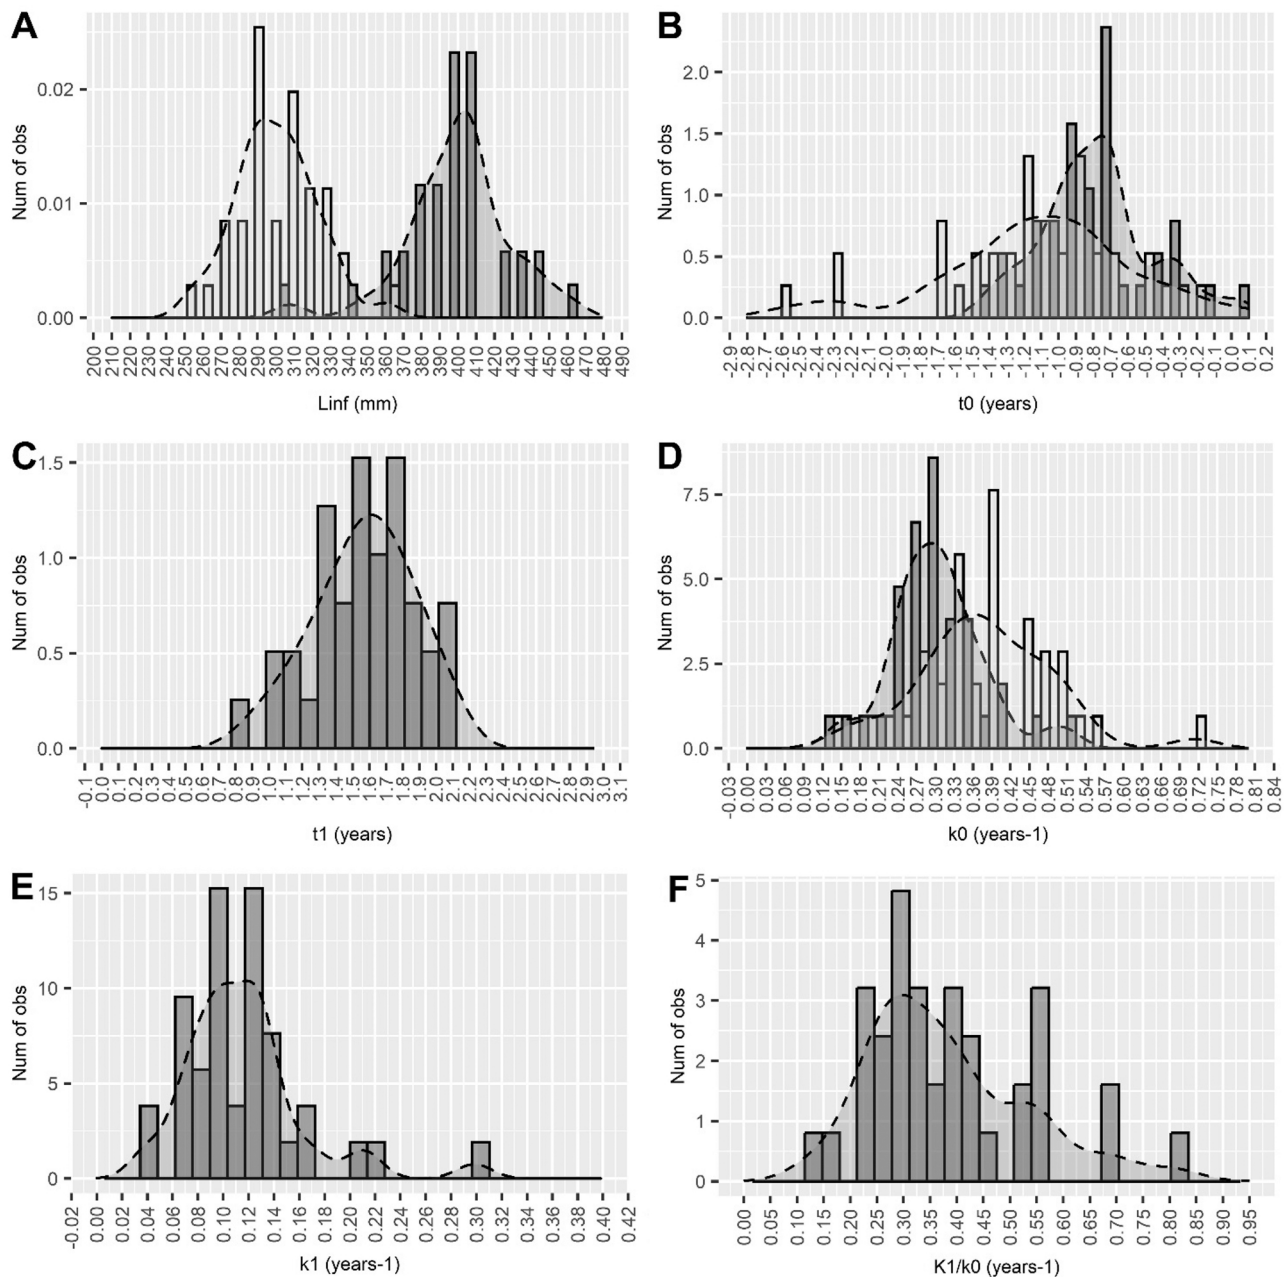 A
B
Num of obs
0.02
0.01
0.00
200 210 220 230 240 250 260 270 280 290 300 310 320 330 340 350 360 370 380 390 400 410 420 430 440 450 460 470 480 490
Linf (mm)
Num of obs
2.0
1.5
1.0
0.5
0.0
-2.9 -2.8 -2.7 -2.6 -2.5 -2.4 -2.3 -2.2 -2.1 -2.0 -1.9 -1.8 -1.7 -1.6 -1.5 -1.4 -1.3 -1.2 -1.1 -1.0 -0.9 -0.8 -0.7 -0.6 -0.5 -0.4 -0.3 -0.2 -0.1 0.0 0.1 0.2
t0 (years)
C
D
Num of obs
1.5
1.0
0.5
0.0
-0.1 0.0 0.1 0.2 0.3 0.4 0.5 0.6 0.7 0.8 0.9 1.0 1.1 1.2 1.3 1.4 1.5 1.6 1.7 1.8 1.9 2.0 2.1 2.2 2.3 2.4 2.5 2.6 2.7 2.8 2.9 3.0 3.1
t1 (years)
Num of obs
7.5
5.0
2.5
0.0
-0.03 0.00 0.03 0.06 0.09 0.12 0.15 0.18 0.21 0.24 0.27 0.30 0.33 0.36 0.39 0.42 0.45 0.48 0.51 0.54 0.57 0.60 0.63 0.66 0.69 0.72 0.75 0.78 0.81 0.84
k0 (years-1)
E
F
Num of obs
15
10
5
0
-0.02 0.00 0.02 0.04 0.06 0.08 0.10 0.12 0.14 0.16 0.18 0.20 0.22 0.24 0.26 0.28 0.30 0.32 0.34 0.36 0.38 0.40 0.42
k1 (years-1)
Num of obs
5
4
3
2
1
0
0.00 0.05 0.10 0.15 0.20 0.25 0.30 0.35 0.40 0.45 0.50 0.55 0.60 0.65 0.70 0.75 0.80 0.85 0.90 0.95
K1/k0 (years-1)